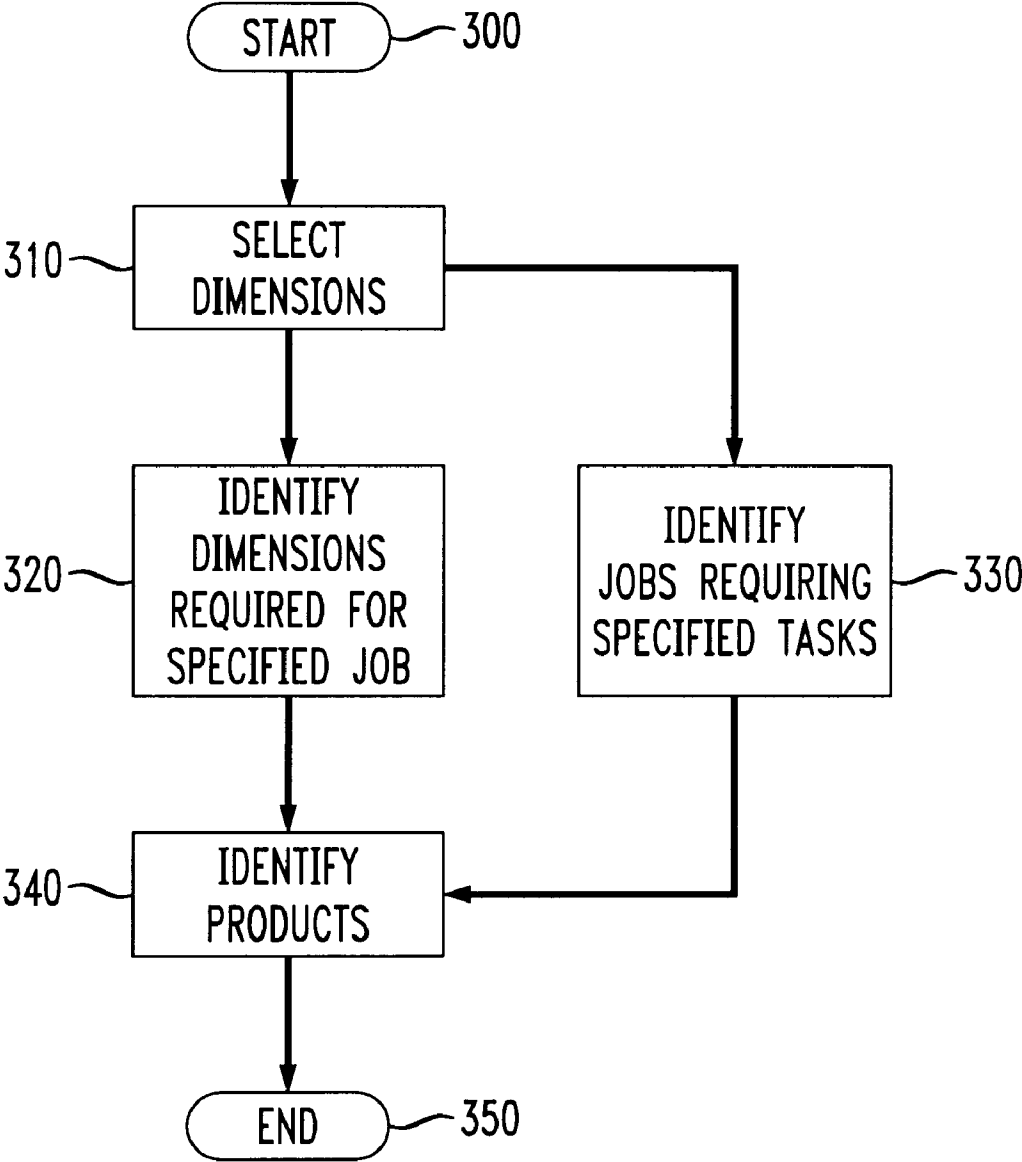 START
300
310
SELECT
DIMENSIONS
320
IDENTIFY
DIMENSIONS
REQUIRED FOR
SPECIFIED JOB
IDENTIFY
JOBS REQUIRING
SPECIFIED TASKS
330
340
IDENTIFY
PRODUCTS
END
350